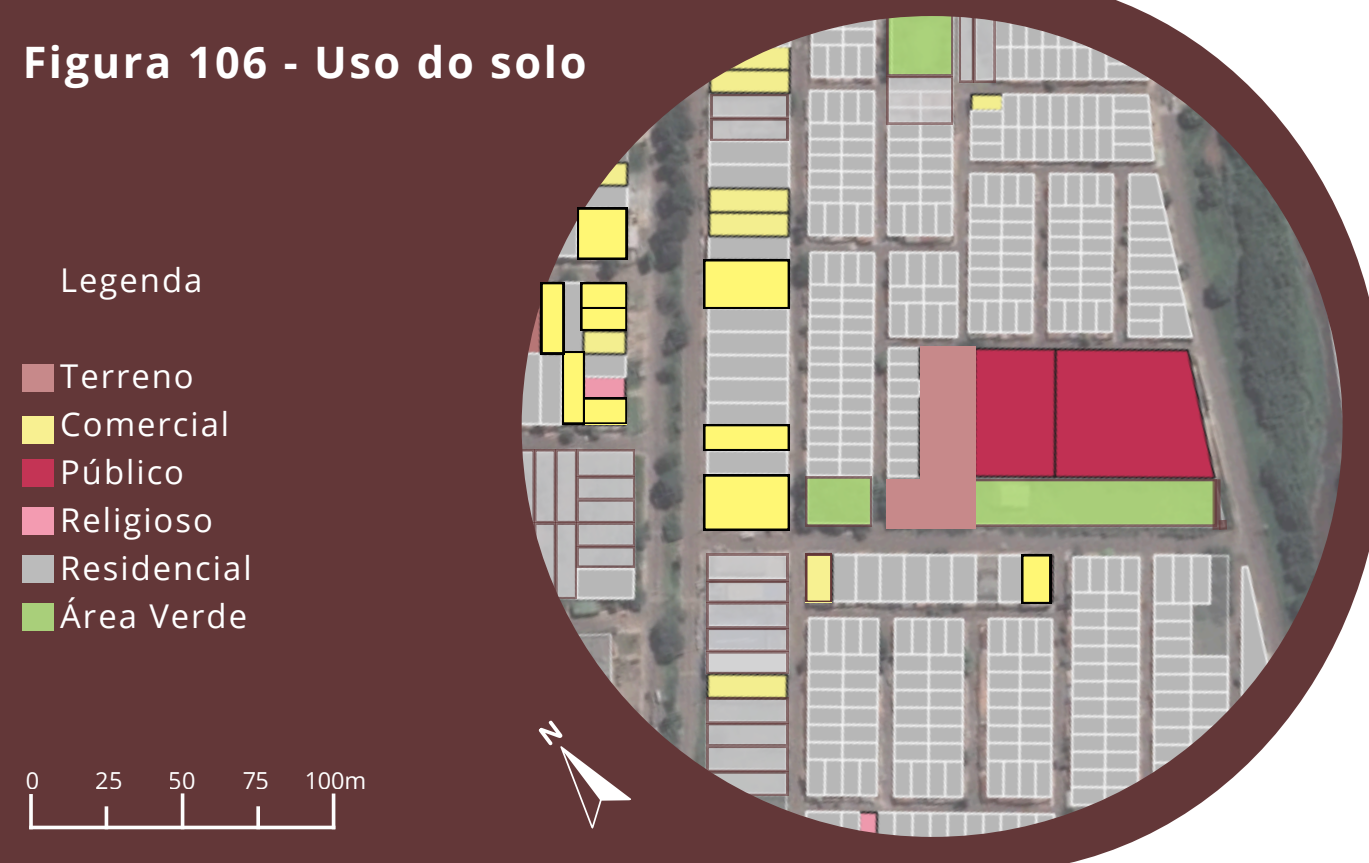 Figura 106 - Uso do solo
Legenda
Terreno
Comercial
Público
Religioso
Residencial
Área Verde
0 25 50 75 100m
N